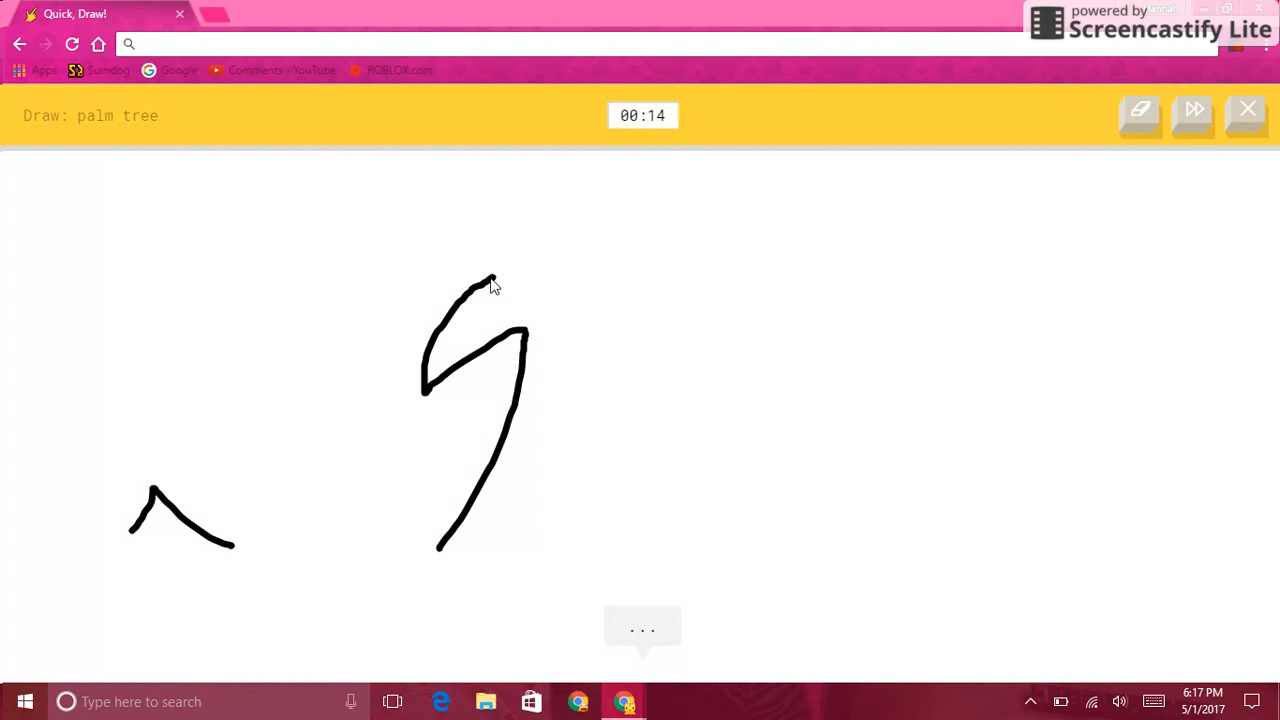 Quick, Draw!
Hannah
powered by
Screencastify Lite
Apps
Sumdog
Google
Comments - YouTube
ROBLOX.com
Draw: palm tree
00:14
...
Type here to search
6:17 PM
5/1/2017